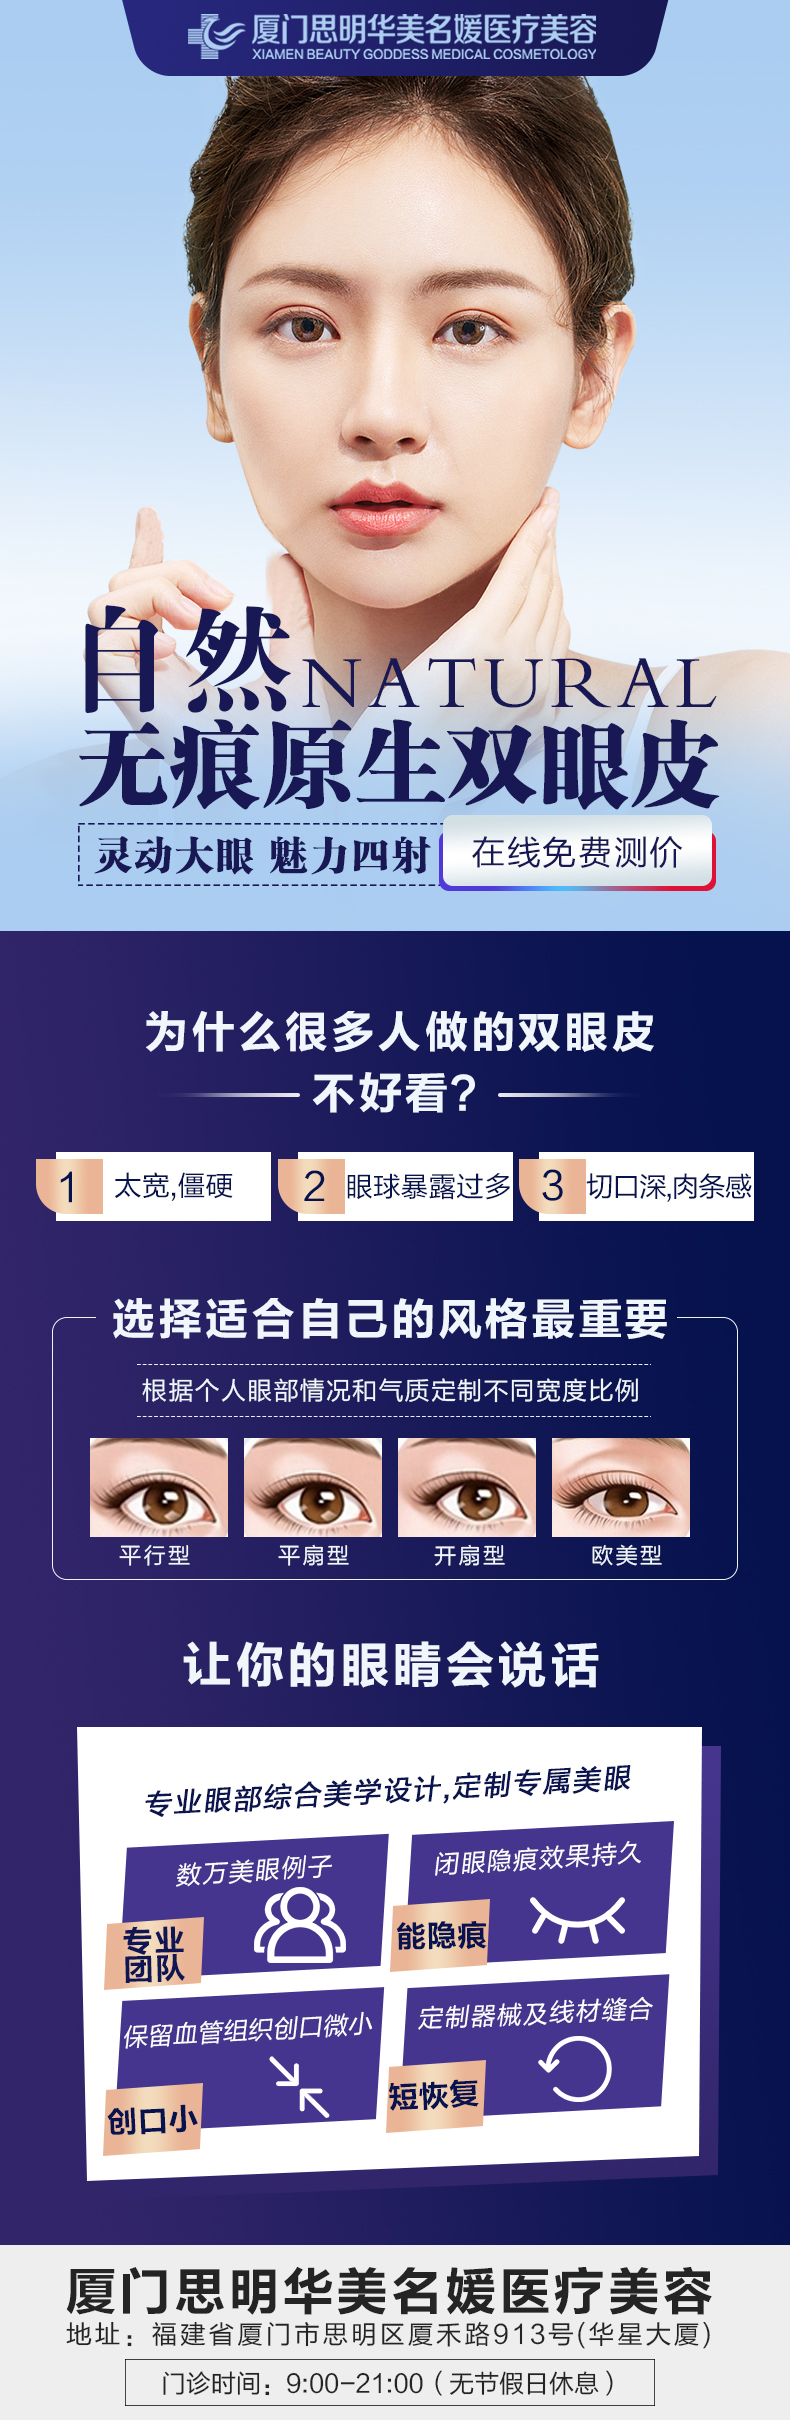 厦门思明华美名媛医疗美容
XIAMEN BEAUTY GODDESS MEDICAL COSMETOLOGY
自然NATURAL
无痕原生双眼皮
灵动大眼 魅力四射
在线免费测价
为什么很多人做的双眼皮
不好看?
1 太宽,僵硬
2 眼球暴露过多
3 切口深,肉条感
选择适合自己的风格最重要
根据个人眼部情况和气质定制不同宽度比例
平行型 平扇型 开扇型 欧美型
让你的眼睛会说话
专业眼部综合美学设计,定制专属美眼
数万美眼例子
专业
团队
闭眼隐痕效果持久
能隐痕
保留血管组织创口微小
创口小
定制器械及线材缝合
短恢复
厦门思明华美名媛医疗美容
地址：福建省厦门市思明区厦禾路913号(华星大厦)
门诊时间：9:00-21:00（无节假日休息）